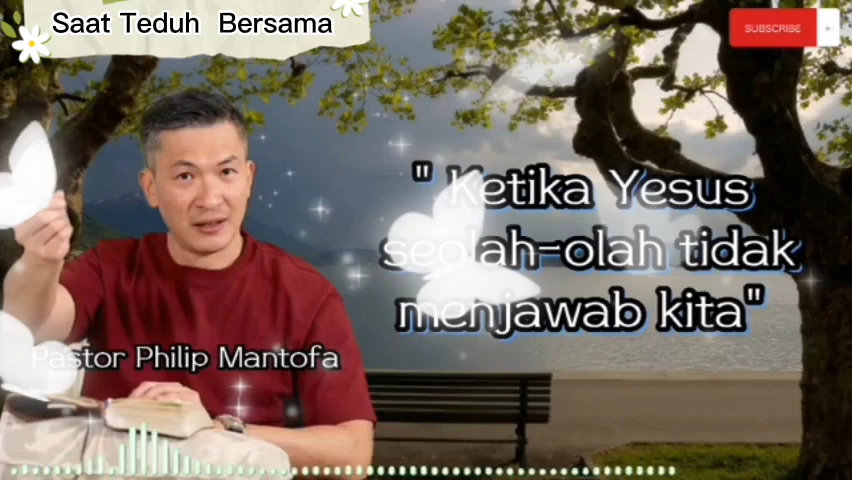 Saat Teduh Bersama
SUBSCRIBE
" Ketika Yesus
seolah-olah tidak
menjawab kita"
Pastor Philip Mantofa